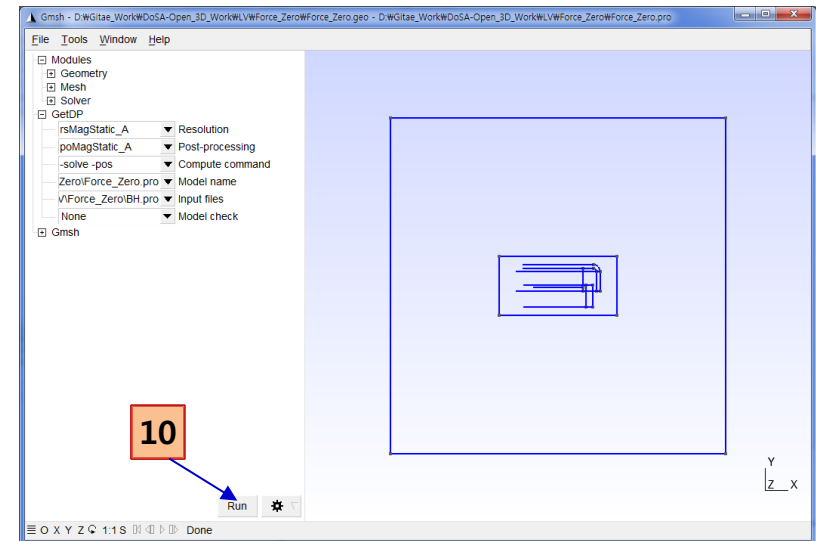 Gmsh - D:₩Gitae_Work₩DoSA-Open_3D_Work₩LV₩Force_Zero₩Force_Zero.geo - D:₩Gitae_Work₩DoSA-Open_3D_Work₩LV₩Force_Zero₩Force_Zero.pro
File Tools Window Help
Modules
Geometry
Mesh
Solver
GetDP
rsMagStatic_A Resolution
poMagStatic_A Post-processing
-solve -pos Compute command
Zero\Force_Zero.pro Model name
V\Force_Zero\BH.pro Input files
None Model check
Gmsh
10
Y
Z X
Run
O X Y Z 1:1 S Done